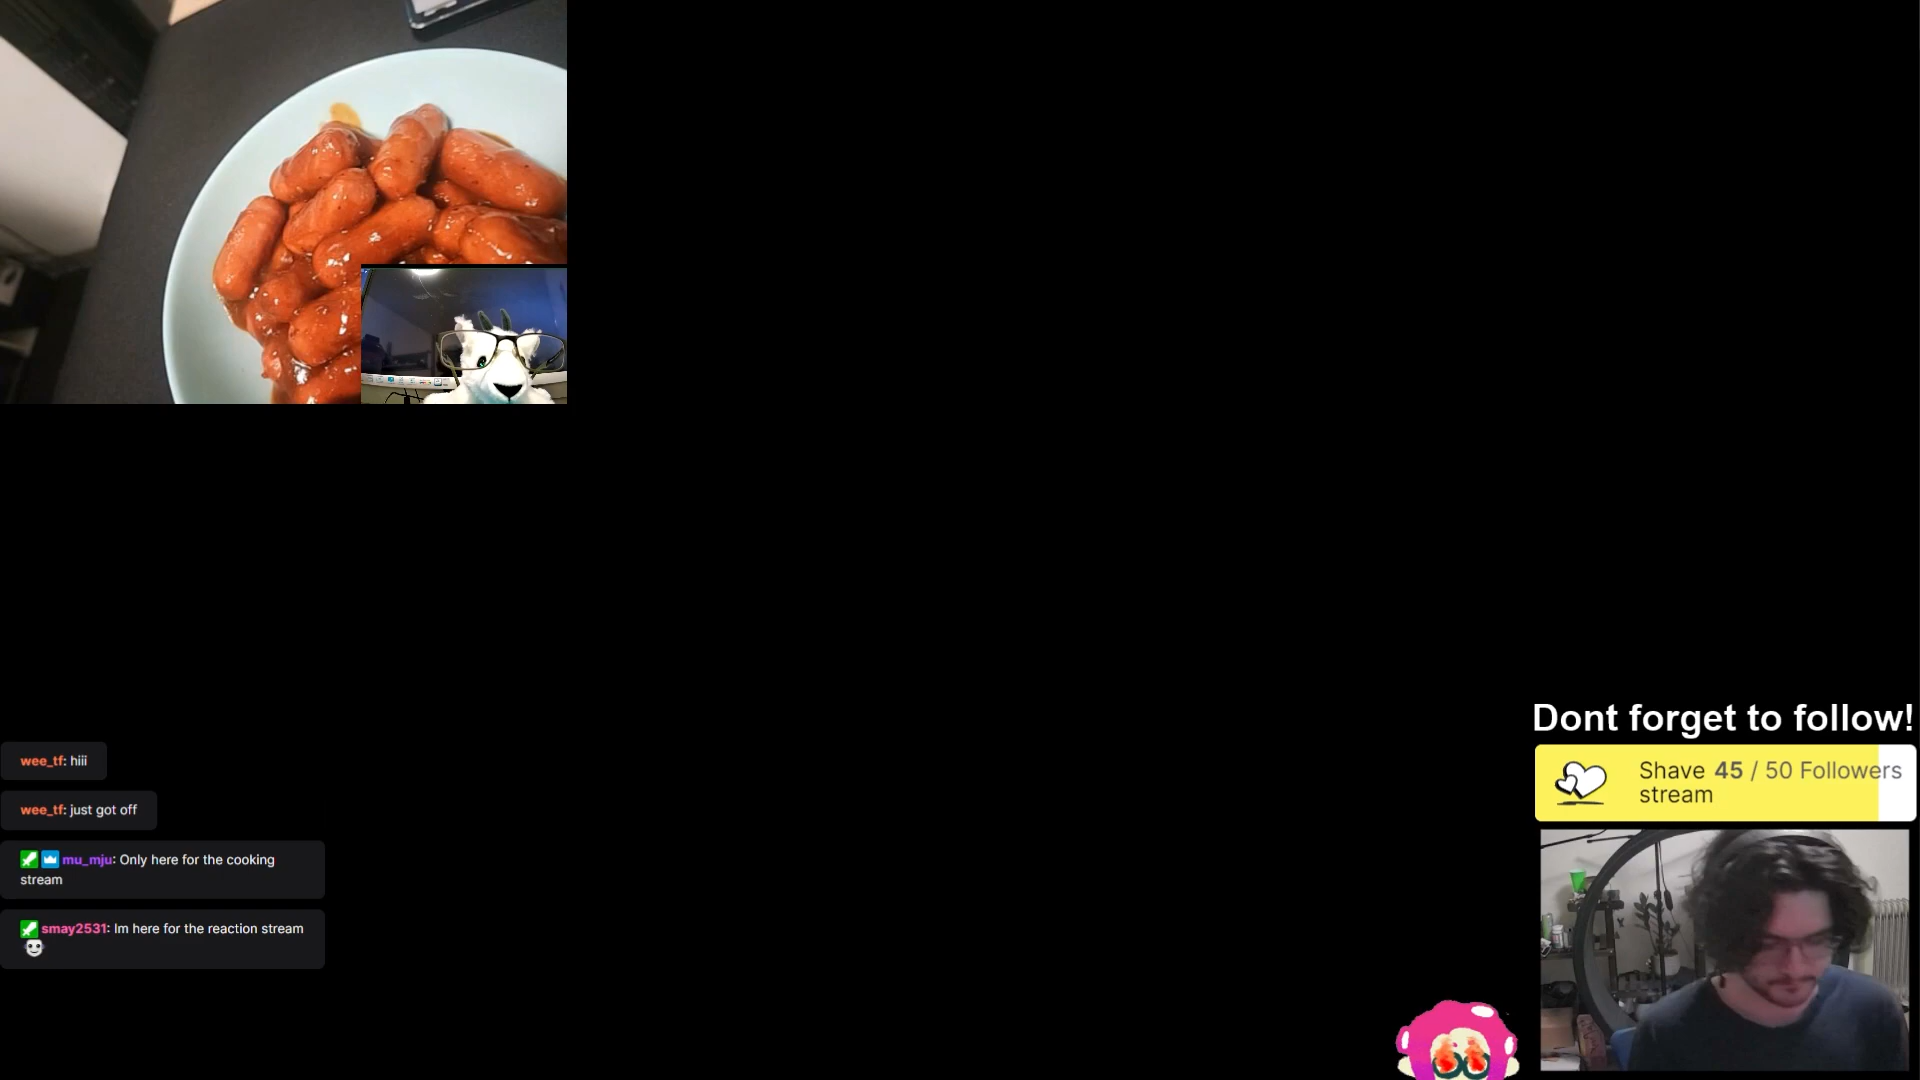 wee_tf: hiii
wee_tf: just got off
mu_mju: Only here for the cooking
stream
smay2531: Im here for the reaction stream
Dont forget to follow!
Shave 45 / 50 Followers
stream